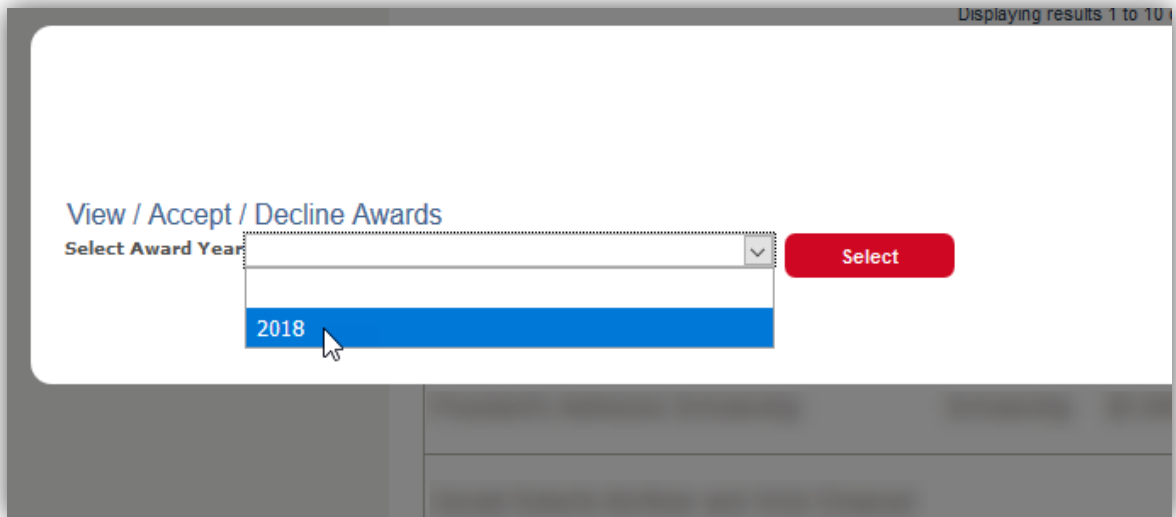 Displaying results 1 to 10
View / Accept / Decline Awards
Select Award Year
Select
2018